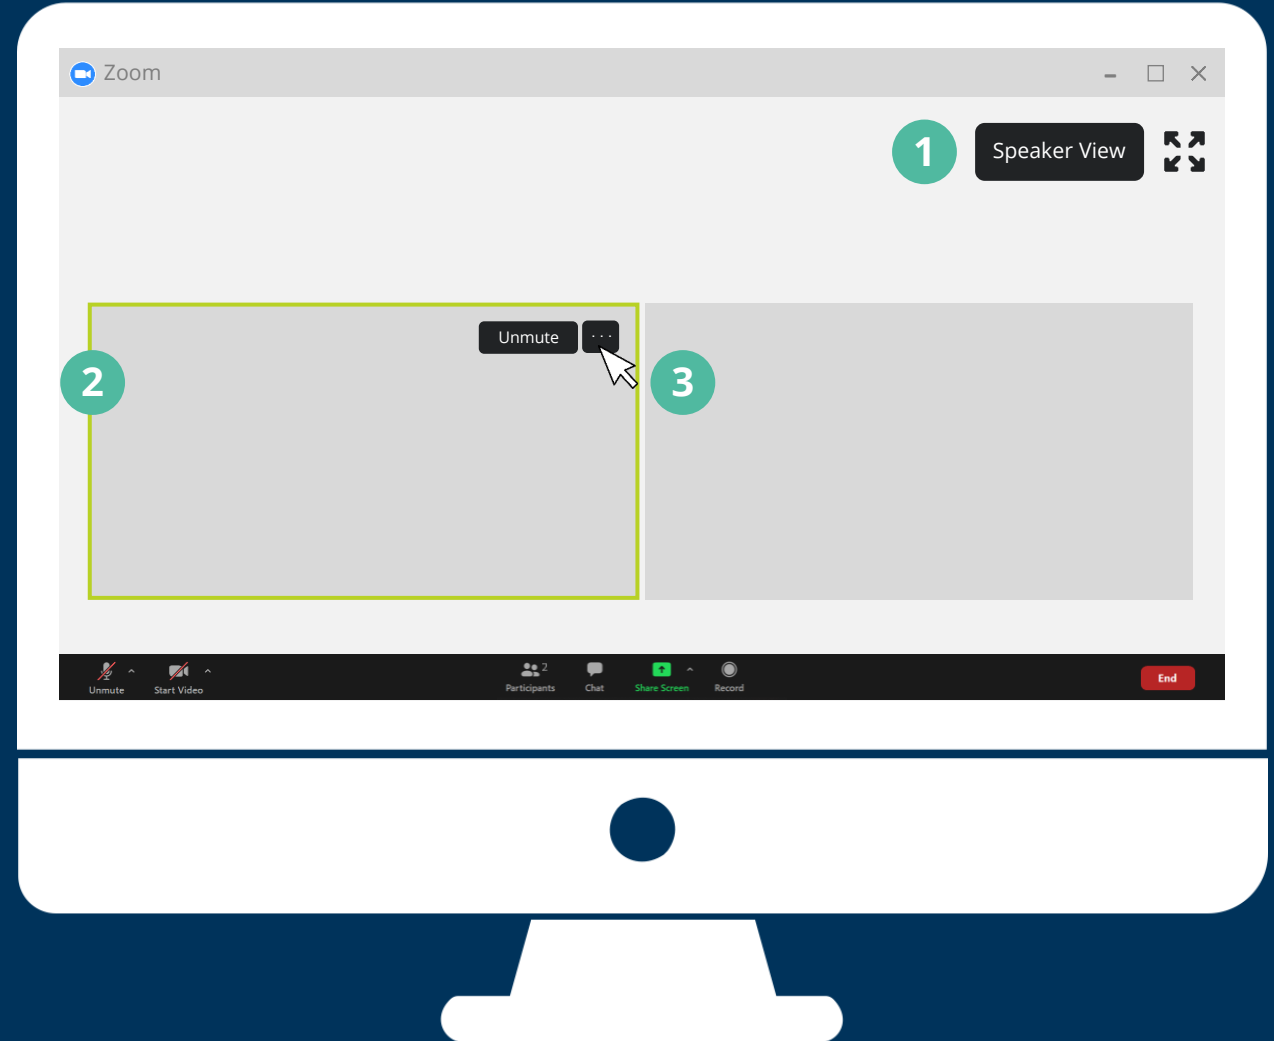 Zoom
1
Speaker View
Unmute
...
2
3
2
Unmute
Start Video
Participants
Chat
Share Screen
Record
End